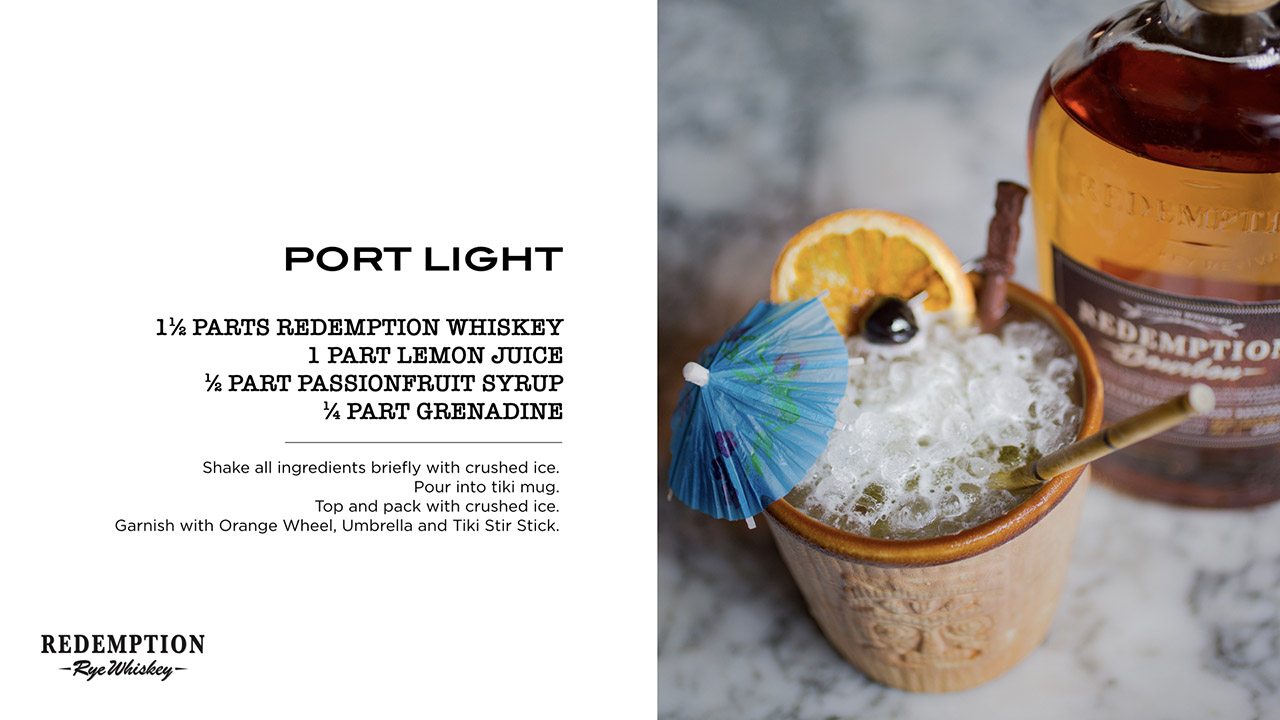 PORT LIGHT
1½ PARTS REDEMPTION WHISKEY
1 PART LEMON JUICE
½ PART PASSIONFRUIT SYRUP
¼ PART GRENADINE
Shake all ingredients briefly with crushed ice.
Pour into tiki mug.
Top and pack with crushed ice.
Garnish with Orange Wheel, Umbrella and Tiki Stir Stick.
REDEMPTION
Rye Whiskey
REDEMPTION
Bourbon